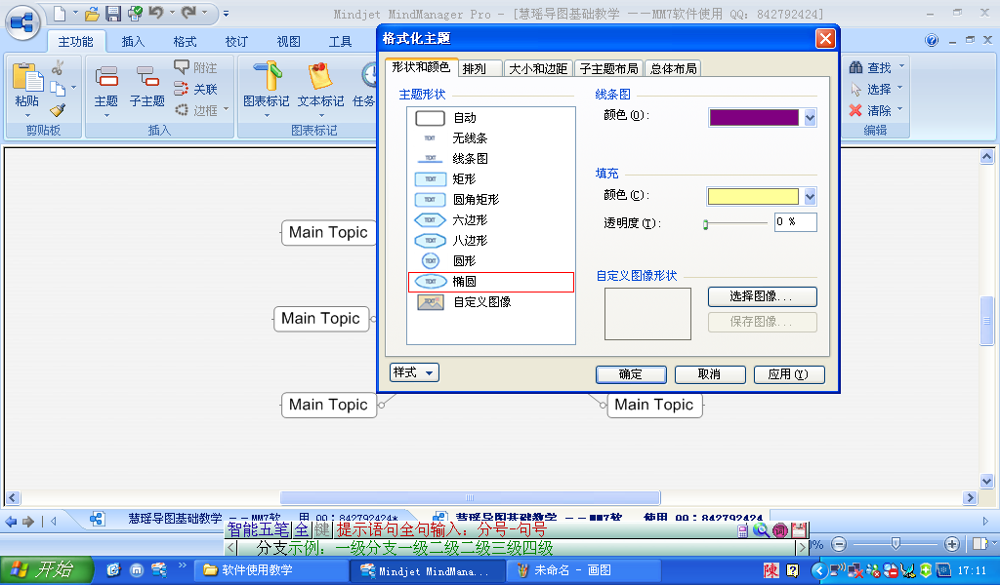 Mindjet MindManager Pro - [慧瑶导图基础教学 －－MM7软件使用 QQ：842792424]
主功能 插入 格式 校订 视图 工具
粘贴
剪贴板
主题
子主题
附注
关联
边框
插入
图表标记
文本标记
图表标记
查找
选择
清除
编辑
格式化主题
形状和颜色 排列 大小和边距 子主题布局 总体布局
主题形状
自动
无线条
线条图
矩形
圆角矩形
六边形
八边形
圆形
椭圆
自定义图像
TEXT
TEXT
TEXT
TEXT
TEXT
TEXT
TEXT
TEXT
TEXT
线条图
颜色(O):
填充
颜色(C):
透明度(T): 0 %
自定义图像形状
选择图像...
保存图像...
样式
确定 取消 应用(Y)
Main Topic
Main Topic
Main Topic
Main Topic
慧瑶导图基础教学 －－MM7软
用 QQ：842792424*
慧瑶导图基础教学 －－MM7软
使用 QQ：842792424
智能五笔 全 键 提示语句全句输入：分号-句号
分支示例：一级分支一级二级二级三级四级
开始
软件使用教学
Mindjet MindMana...
未命名 － 画图
17:11